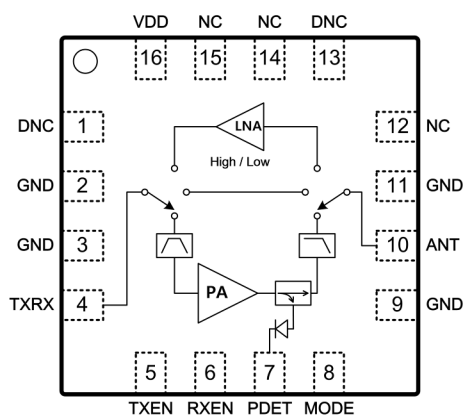 VDD NC NC DNC
16 15 14 13
DNC 1 LNA 12 NC
High / Low
GND 2 11 GND
GND 3 10 ANT
TXRX 4 PA 9 GND
5 6 7 8
TXEN RXEN PDET MODE